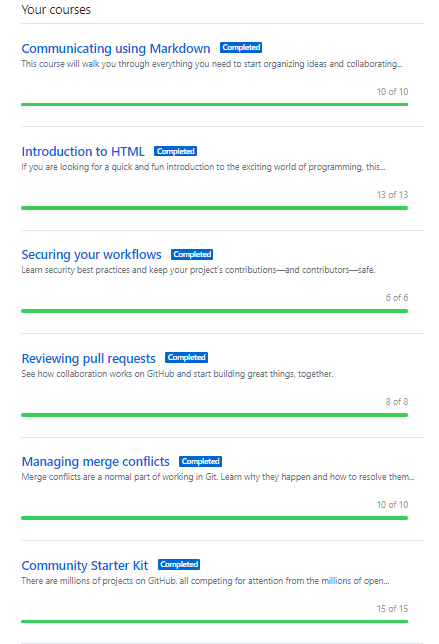 Your courses
Communicating using Markdown Completed
This course will walk you through everything you need to start organizing ideas and collaborating...
10 of 10
Introduction to HTML Completed
If you are looking for a quick and fun introduction to the exciting world of programming, this...
13 of 13
Securing your workflows Completed
Learn security best practices and keep your project's contributions—and contributors—safe.
6 of 6
Reviewing pull requests Completed
See how collaboration works on GitHub and start building great things, together.
8 of 8
Managing merge conflicts Completed
Merge conflicts are a normal part of working in Git. Learn why they happen and how to resolve them...
10 of 10
Community Starter Kit Completed
There are millions of projects on GitHub, all competing for attention from the millions of open...
15 of 15